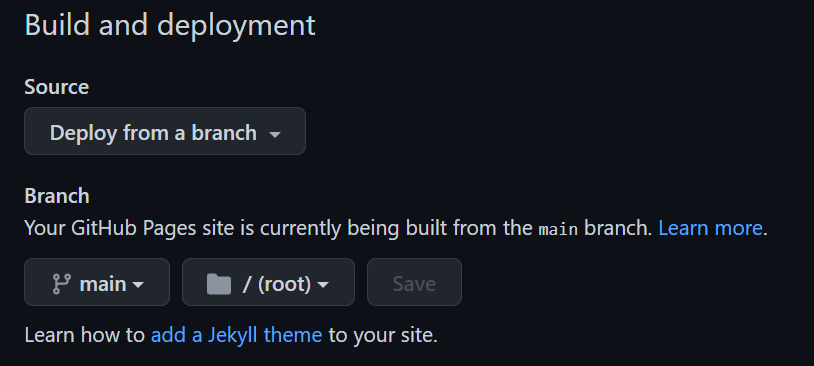 Build and deployment
Source
Deploy from a branch
Branch
Your GitHub Pages site is currently being built from the main branch. Learn more.
main / (root) Save
Learn how to add a Jekyll theme to your site.